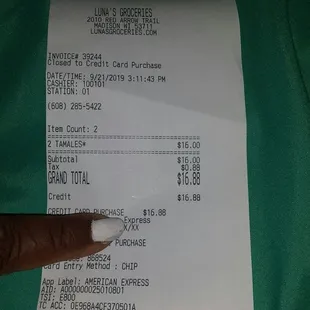 LUNA'S GROCERIES
2010 RED ARROW TRAIL
MADISON WI 53711
LUNASGROCERIES.COM
INVOICE# 39244
Closed to Credit Card Purchase
DATE/TIME: 9/21/2019 3:11:43 PM
CASHIER: 100101
STATION: 01
(608) 285-5422
Item Count: 2
2 TAMALES* $16.00
Subtotal $16.00
Tax $0.88
GRAND TOTAL $16.88
Credit $16.88
CREDIT CARD PURCHASE $16.88
Express
X/XX
PURCHASE
668524
Card Entry Method : CHIP
App Label: AMERICAN EXPRESS
AID: A000000025010801
TSI: E800
TC ACC: 0E968A4CF370501A